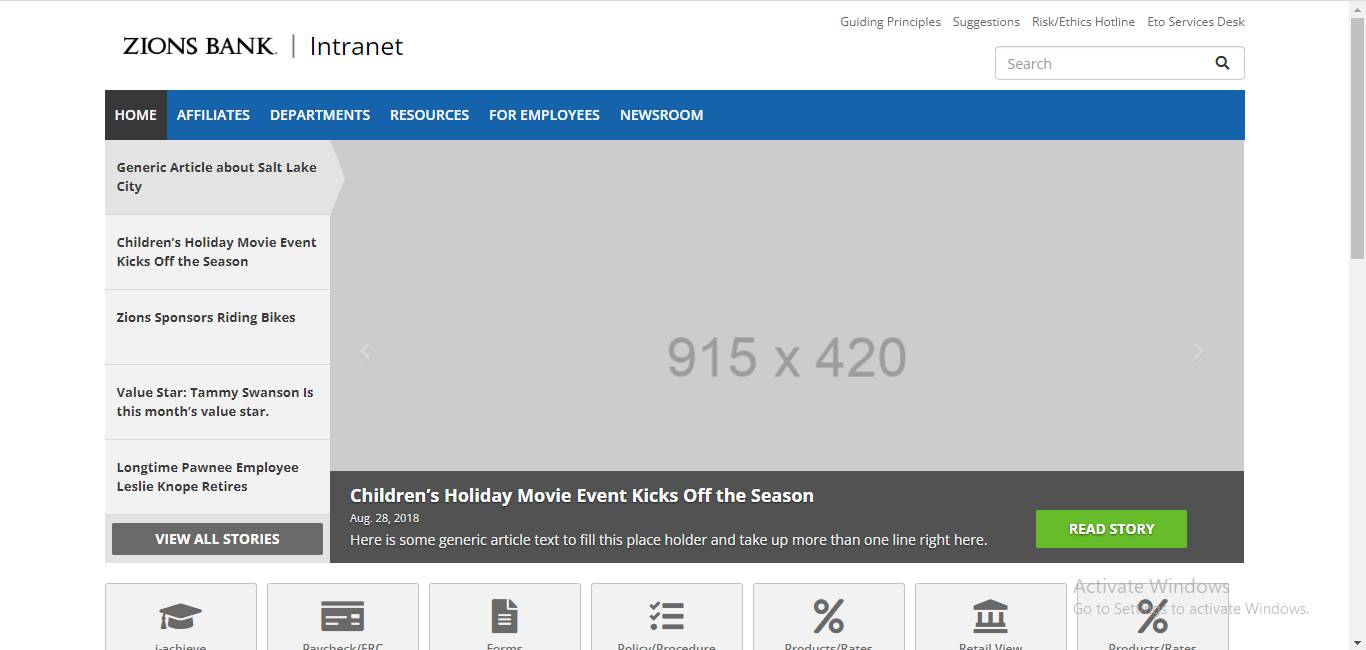 Guiding Principles Suggestions Risk/Ethics Hotline Eto Services Desk
ZIONS BANK. | Intranet
Search
HOME AFFILIATES DEPARTMENTS RESOURCES FOR EMPLOYEES NEWSROOM
Generic Article about Salt Lake
City
Children’s Holiday Movie Event
Kicks Off the Season
Zions Sponsors Riding Bikes
Value Star: Tammy Swanson Is
this month’s value star.
Longtime Pawnee Employee
Leslie Knope Retires
VIEW ALL STORIES
915 x 420
Children’s Holiday Movie Event Kicks Off the Season
Aug. 28, 2018
Here is some generic article text to fill this place holder and take up more than one line right here.
READ STORY
Activate Windows
Go to Settings to activate Windows.
i-achieve Paycheck/ERC Forms Policy/Procedure Products/Rates Retail View Products/Rates